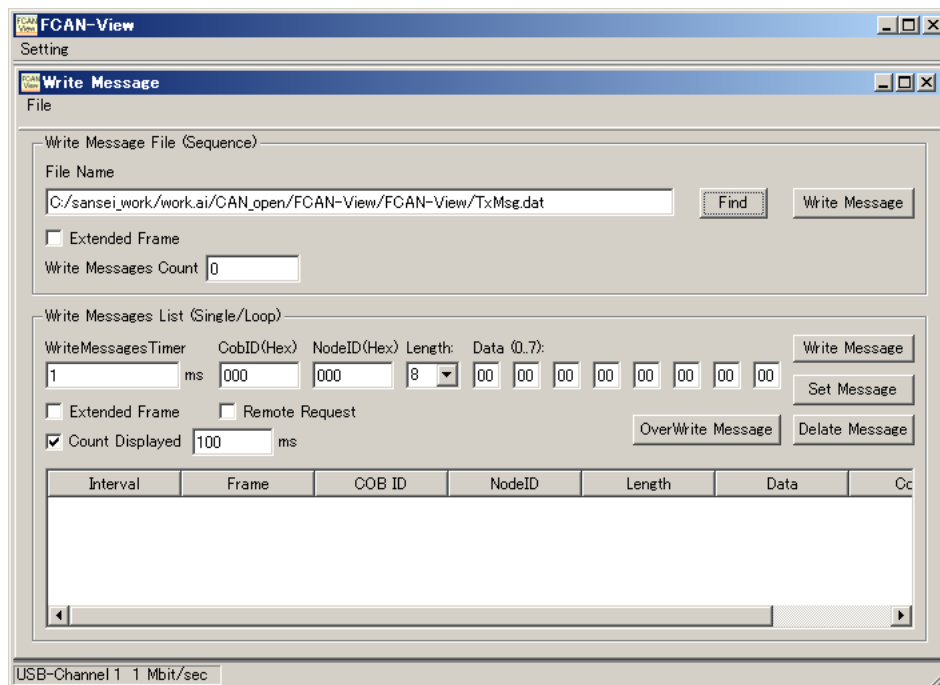 FCAN-View
Setting
Write Message
File
Write Message File (Sequence)
File Name
C:/sansei_work/work.ai/CAN_open/FCAN-View/FCAN-View/TxMsg.dat Find Write Message
Extended Frame
Write Messages Count 0
Write Messages List (Single/Loop)
WriteMessagesTimer CobID(Hex) NodeID(Hex) Length: Data (0..7): Write Message
1 ms 000 000 8 00 00 00 00 00 00 00 00
Set Message
Extended Frame Remote Request
Count Displayed 100 ms OverWrite Message Delate Message
Interval Frame COB ID NodeID Length Data Co
USB-Channel 1 1 Mbit/sec